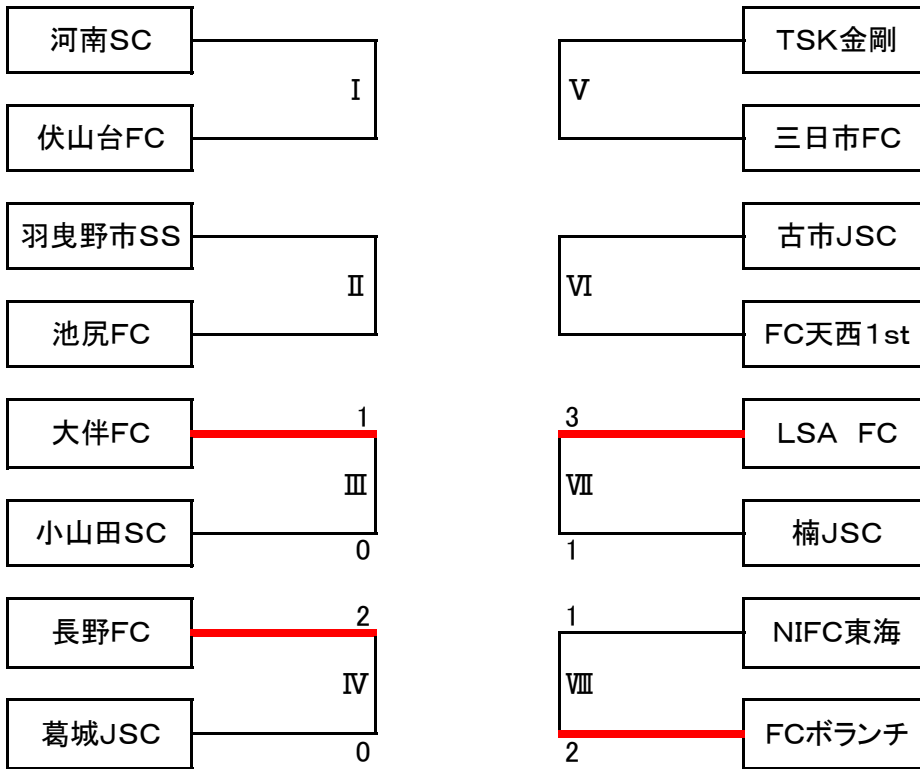 河南SC
Ⅰ
伏山台FC
羽曳野市SS
Ⅱ
池尻FC
大伴FC
1
Ⅲ
小山田SC
0
長野FC
2
Ⅳ
葛城JSC
0
TSK金剛
Ⅴ
三日市FC
古市JSC
Ⅵ
FC天西1st
3
LSA FC
Ⅶ
楠JSC
1
1
NIFC東海
Ⅷ
FCボランチ
2